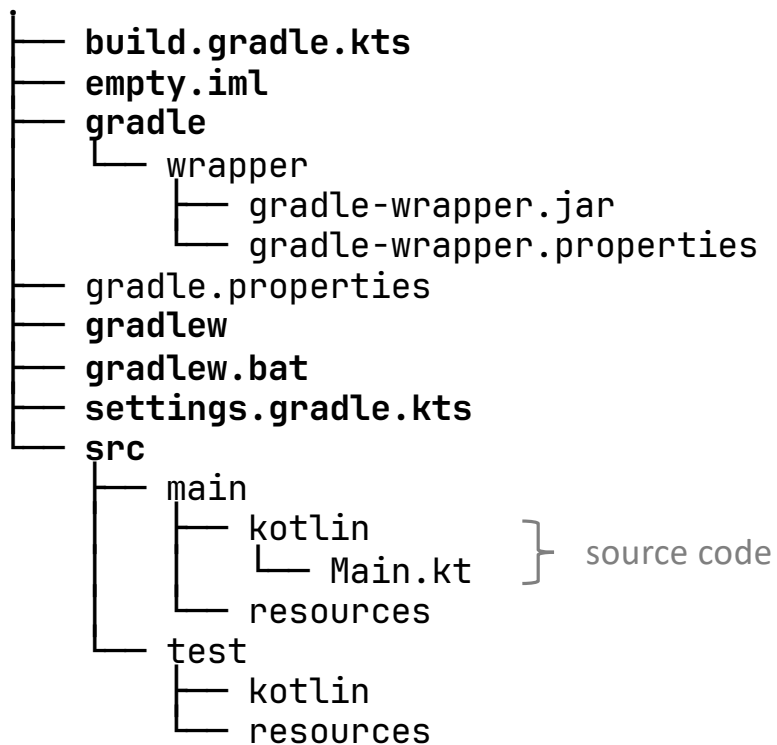 .
├── build.gradle.kts
├── empty.iml
├── gradle
│   └── wrapper
│       ├── gradle-wrapper.jar
│       └── gradle-wrapper.properties
├── gradle.properties
├── gradlew
├── gradlew.bat
├── settings.gradle.kts
└── src
    ├── main
    │   ├── kotlin
    │   │   └── Main.kt } source code
    │   └── resources
    └── test
        ├── kotlin
        └── resources